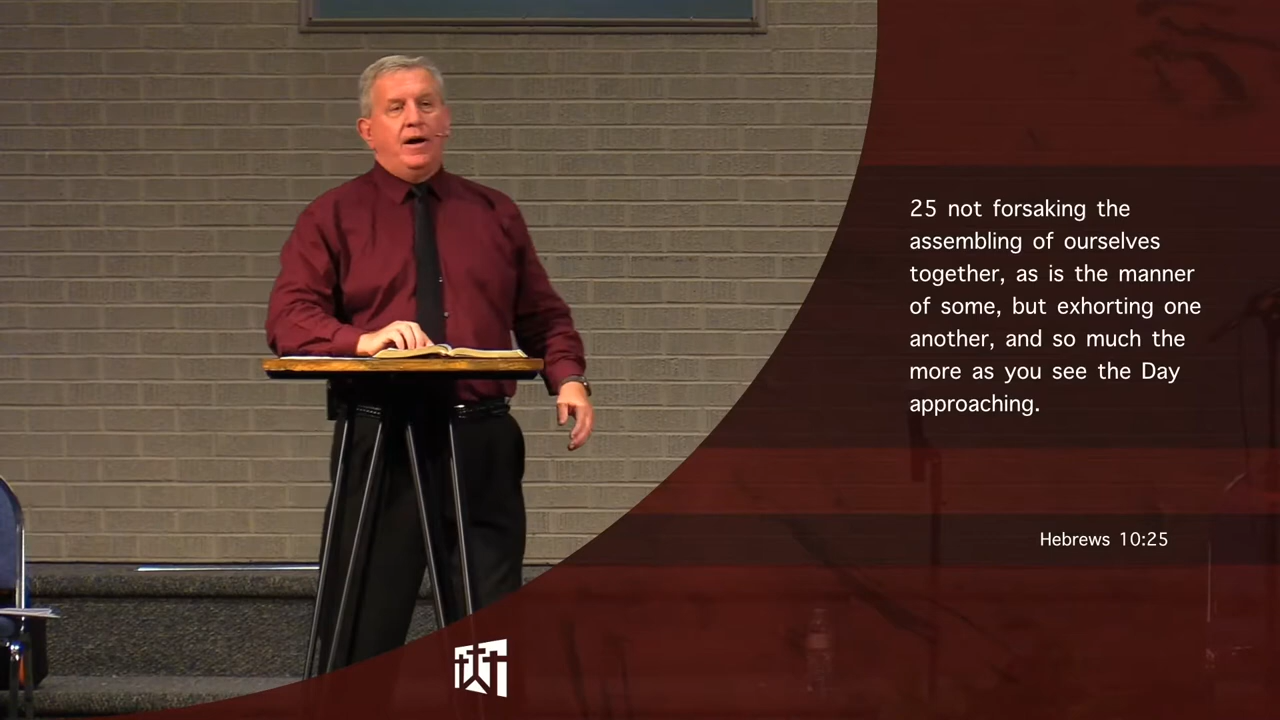 25 not forsaking the
assembling of ourselves
together, as is the manner
of some, but exhorting one
another, and so much the
more as you see the Day
approaching.
Hebrews 10:25